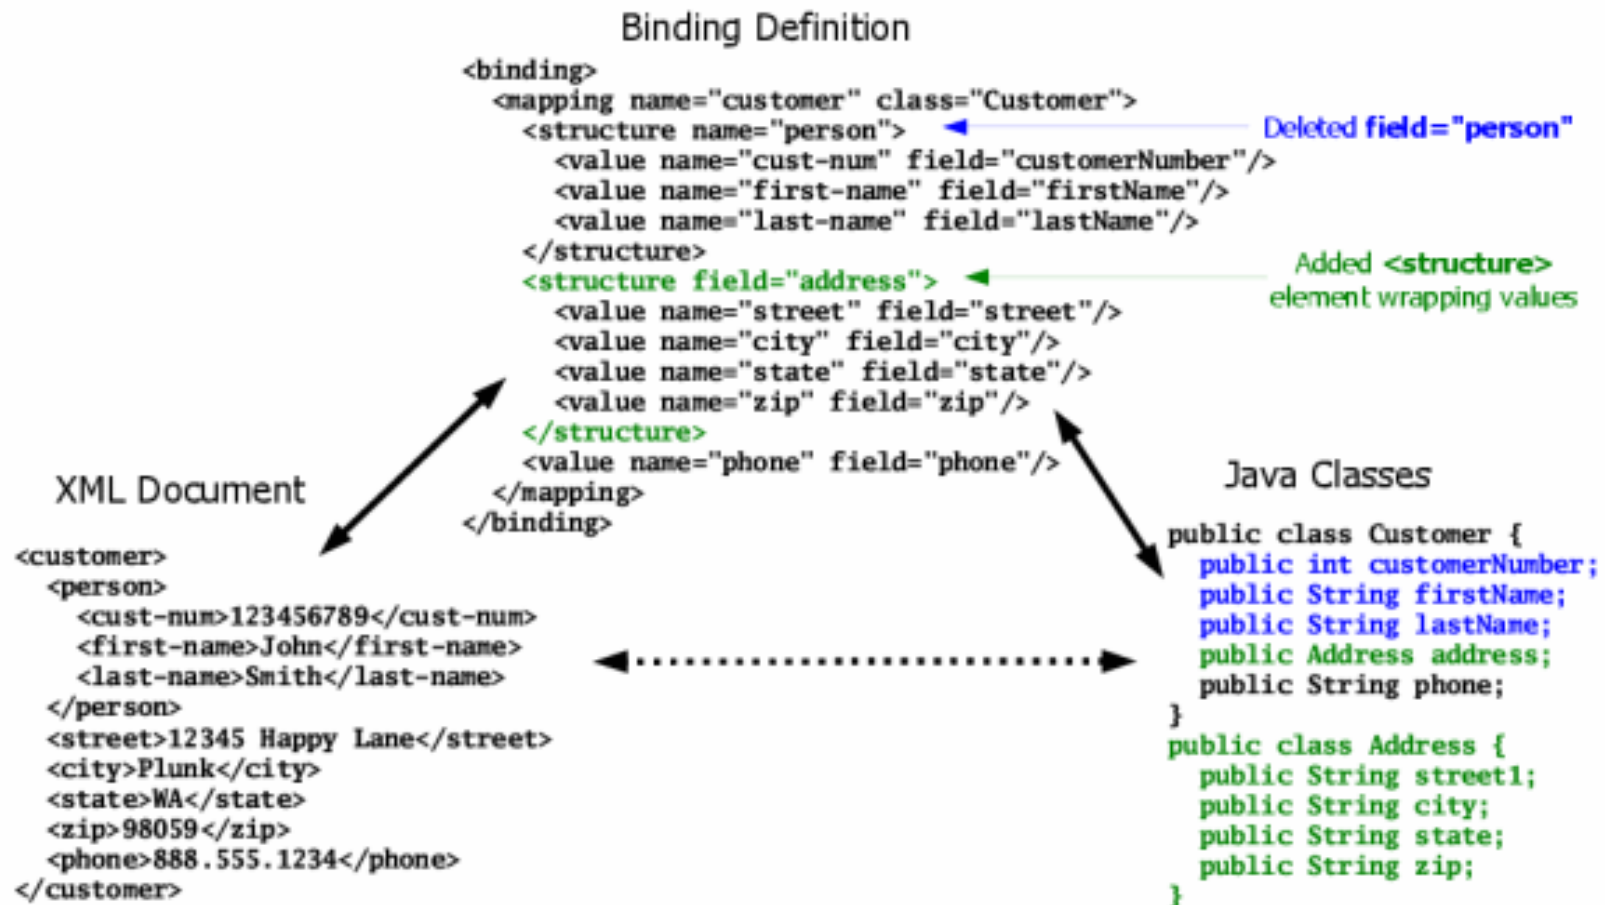 Binding Definition
<binding>
<mapping name="customer" class="Customer">
<structure name="person">
Deleted field="person"
<value name="cust-num" field="customerNumber"/>
<value name="first-name" field="firstName"/>
<value name="last-name" field="lastName"/>
</structure>
<structure field="address">
Added <structure>
element wrapping values
<value name="street" field="street"/>
<value name="city" field="city"/>
<value name="state" field="state"/>
<value name="zip" field="zip"/>
</structure>
<value name="phone" field="phone"/>
</mapping>
</binding>
XML Document
<customer>
<person>
<cust-num>123456789</cust-num>
<first-name>John</first-name>
<last-name>Smith</last-name>
</person>
<street>12345 Happy Lane</street>
<city>Plunk</city>
<state>WA</state>
<zip>98059</zip>
<phone>888.555.1234</phone>
</customer>
Java Classes
public class Customer {
public int customerNumber;
public String firstName;
public String lastName;
public Address address;
public String phone;
}
public class Address {
public String street1;
public String city;
public String state;
public String zip;
}